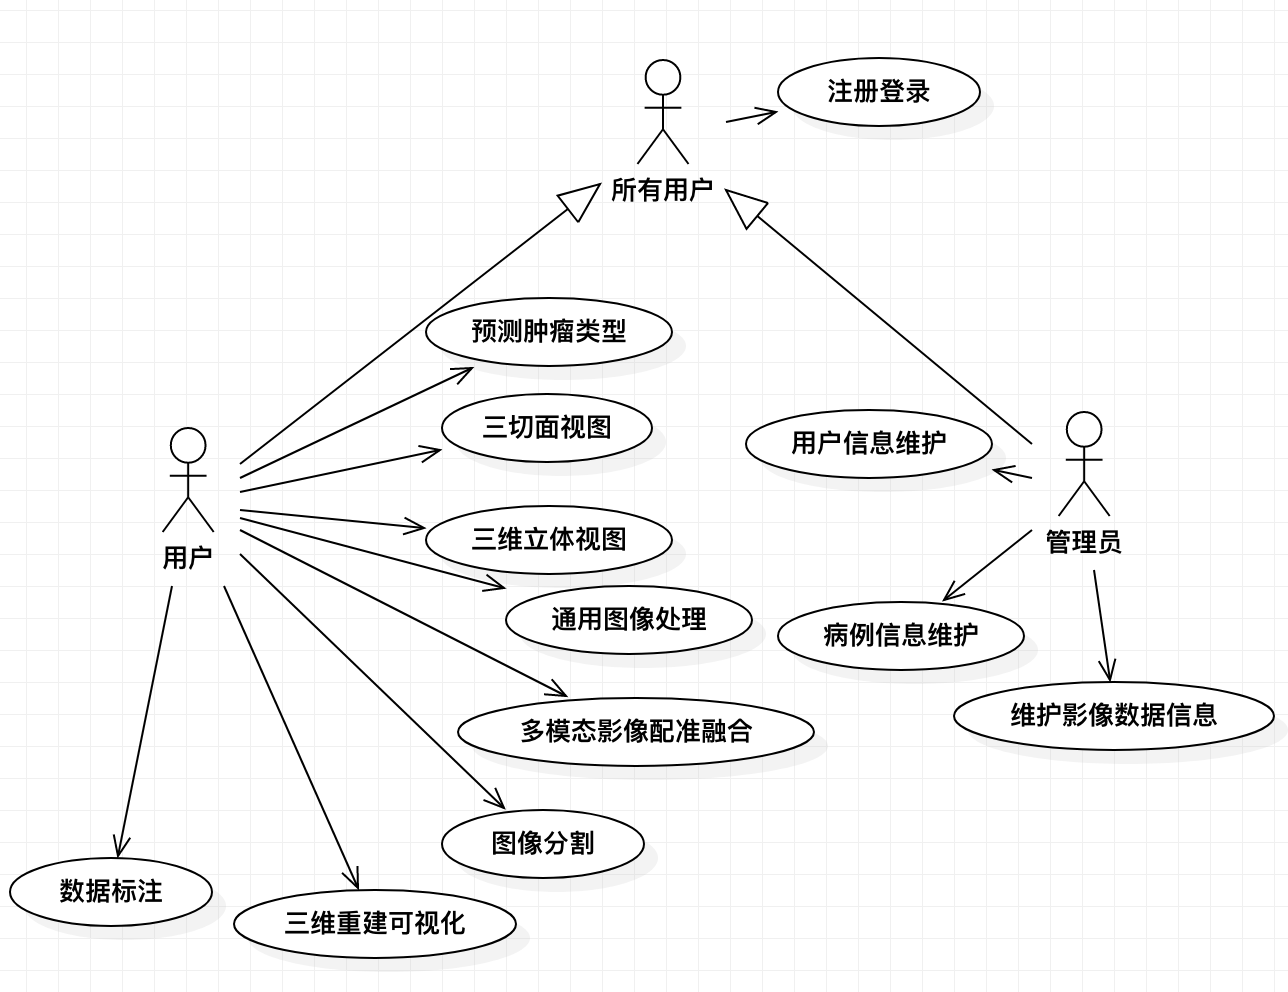 注册登录
所有用户
预测肿瘤类型
三切面视图
用户信息维护
三维立体视图
管理员
用户
通用图像处理
病例信息维护
维护影像数据信息
多模态影像配准融合
图像分割
数据标注
三维重建可视化